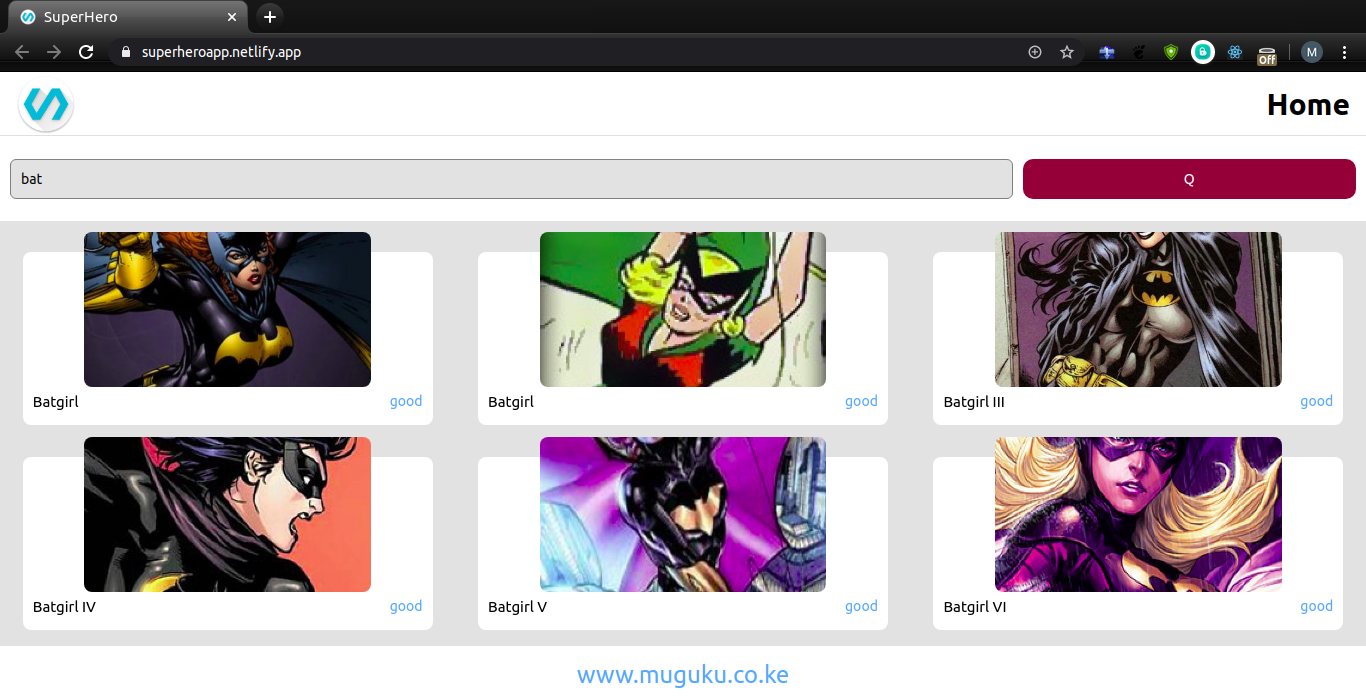 SuperHero
superheroapp.netlify.app
M
Off
Home
bat
Q
Batgirl good
Batgirl good
Batgirl III good
Batgirl IV good
Batgirl V good
Batgirl VI good
www.muguku.co.ke